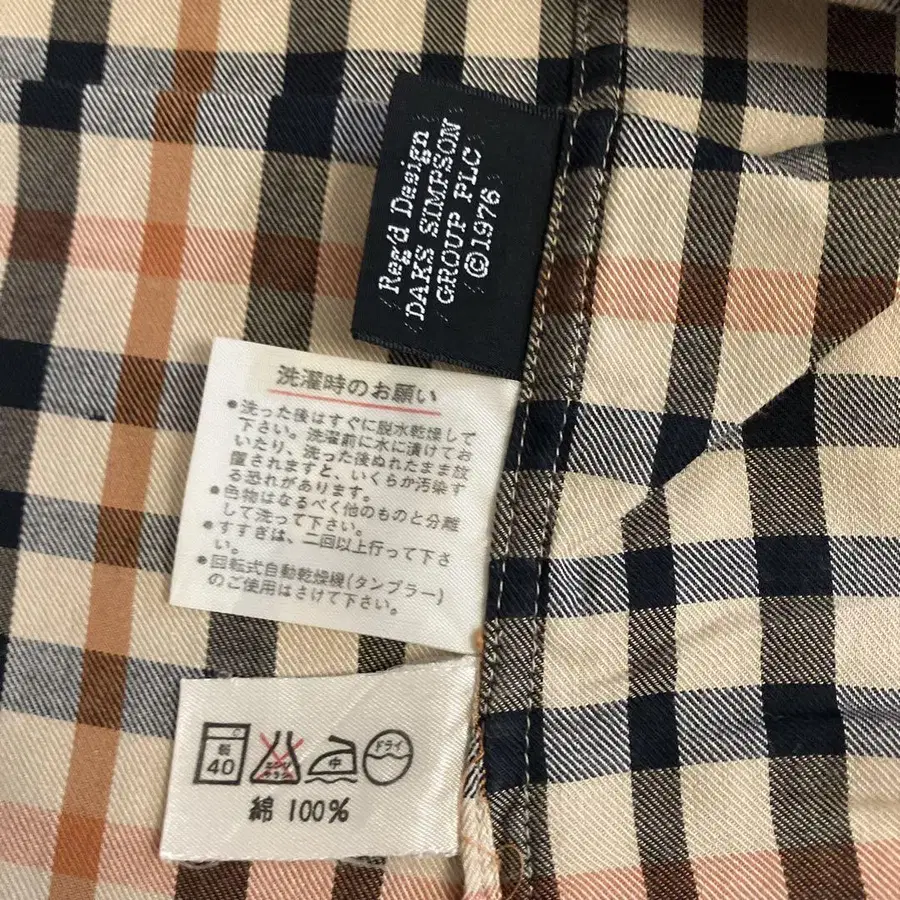 Reg'd Design
DAKS SIMPSON
GROUP PLC
©1976
洗濯時のお願い
●洗った後はすぐに脱水乾燥して
下さい。洗濯前に水に漬けてお
いたり、洗った後ぬれたまま放
置されますと、いくらか汚染す
る恐れがあります。
●色物はなるべく他のものと分離
して洗って下さい。
●すすぎは、二回以上行って下さ
い。
●回転式自動乾燥機(タンブラー)
のご使用はさけて下さい。
40
エンソ
サラシ
中
ドライ
綿 100%